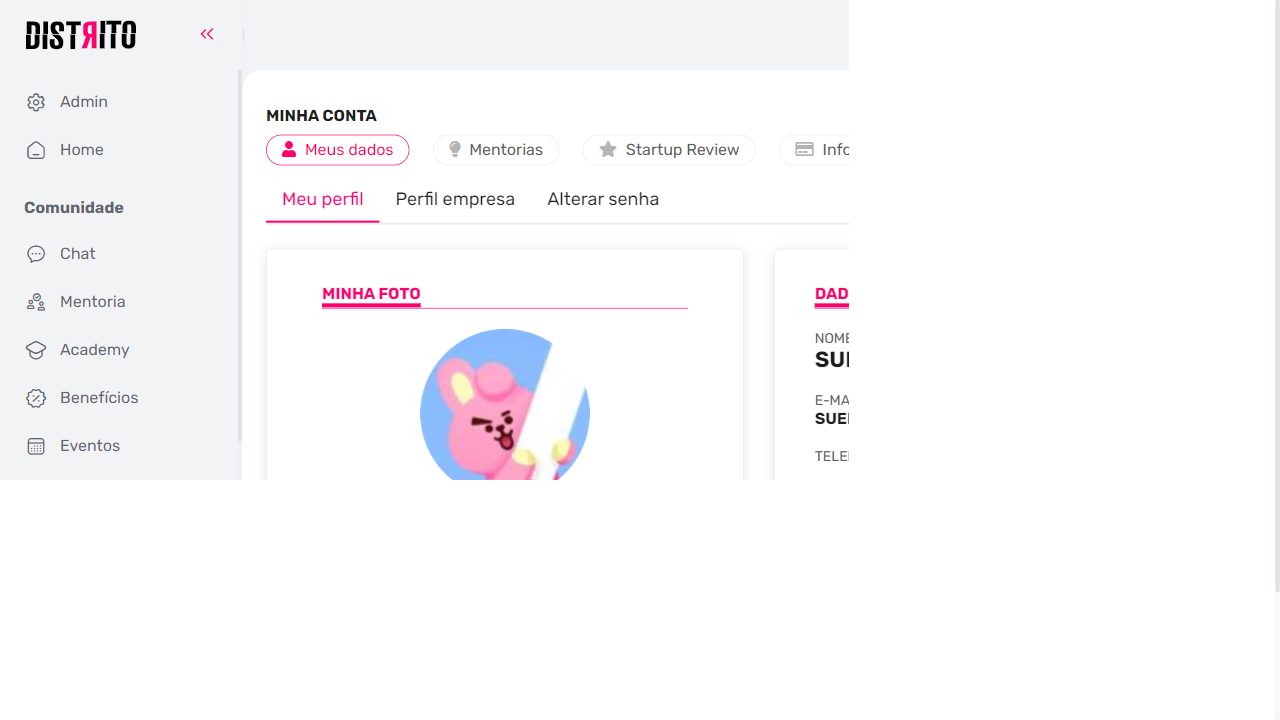 DISTRITO
Admin
Home
Comunidade
Chat
Mentoria
Academy
Benefícios
Eventos
MINHA CONTA
Meus dados Mentorias Startup Review Info
Meu perfil Perfil empresa Alterar senha
MINHA FOTO
DAD
NOME
SUE
E-MA
SUE
TELE